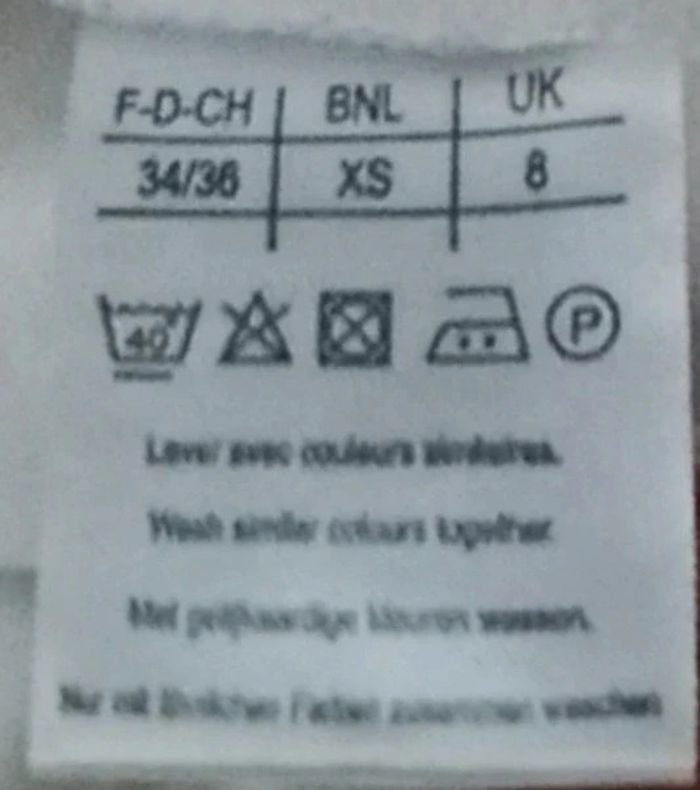 F-D-CH BNL UK
34/36 XS 8
40 P
Laver avec couleurs similaires.
Wash similar colours together.
Met gelijkaardige kleuren wassen.
Nur mit ähnlichen Farben zusammen waschen